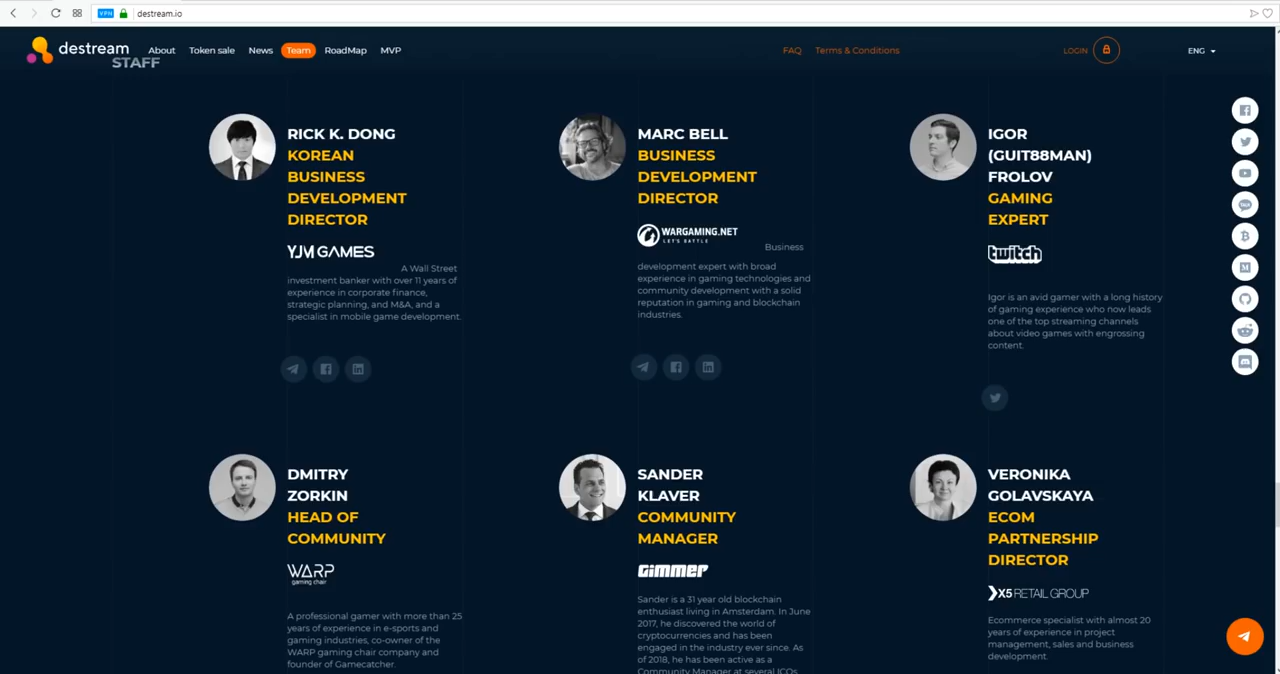 VPN
destream.io
destream
About
Token sale
News
Team
RoadMap
MVP
FAQ
Terms & Conditions
LOGIN
ENG
STAFF
RICK K. DONG
KOREAN
BUSINESS
DEVELOPMENT
DIRECTOR
YJM GAMES
A Wall Street
investment banker with over 11 years of
experience in corporate finance,
strategic planning, and M&A, and a
specialist in mobile game development.
MARC BELL
BUSINESS
DEVELOPMENT
DIRECTOR
WARGAMING.NET
LET'S BATTLE
Business
development expert with broad
experience in gaming technologies and
community development with a solid
reputation in gaming and blockchain
industries.
IGOR
(GUIT88MAN)
FROLOV
GAMING
EXPERT
twitch
Igor is an avid gamer with a long history
of gaming experience who now leads
one of the top streaming channels
about video games with engrossing
content.
DMITRY
ZORKIN
HEAD OF
COMMUNITY
WARP
gaming chair
A professional gamer with more than 25
years of experience in e-sports and
gaming industries, co-owner of the
WARP gaming chair company and
founder of Gamecatcher.
SANDER
KLAVER
COMMUNITY
MANAGER
GIMMER
Sander is a 31 year old blockchain
enthusiast living in Amsterdam. In June
2017, he discovered the world of
cryptocurrencies and has been
engaged in the industry ever since. As
of 2018, he has been active as a
Community Manager at several ICOs
VERONIKA
GOLAVSKAYA
ECOM
PARTNERSHIP
DIRECTOR
X5 RETAIL GROUP
Ecommerce specialist with almost 20
years of experience in project
management, sales and business
development.